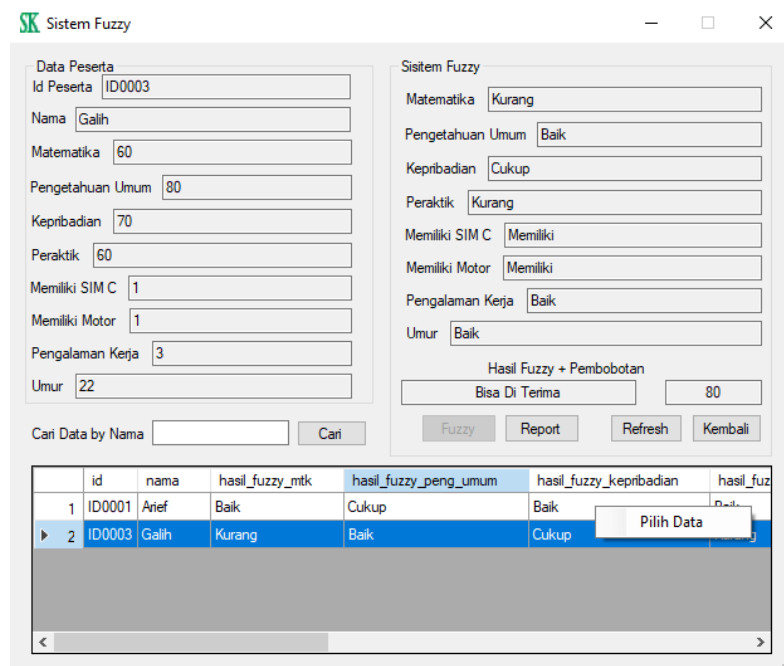 SK Sistem Fuzzy
Data Peserta
Id Peserta ID0003
Nama Galih
Matematika 60
Pengetahuan Umum 80
Kepribadian 70
Peraktik 60
Memiliki SIM C 1
Memiliki Motor 1
Pengalaman Kerja 3
Umur 22
Cari Data by Nama Cari
Sisitem Fuzzy
Matematika Kurang
Pengetahuan Umum Baik
Kepribadian Cukup
Peraktik Kurang
Memiliki SIM C Memiliki
Memiliki Motor Memiliki
Pengalaman Kerja Baik
Umur Baik
Hasil Fuzzy + Pembobotan
Bisa Di Terima 80
Fuzzy Report Refresh Kembali
id nama hasil_fuzzy_mtk hasil_fuzzy_peng_umum hasil_fuzzy_kepribadian hasil_fuz
1 ID0001 Arief Baik Cukup Baik
Pilih Data
2 ID0003 Galih Kurang Baik Cukup